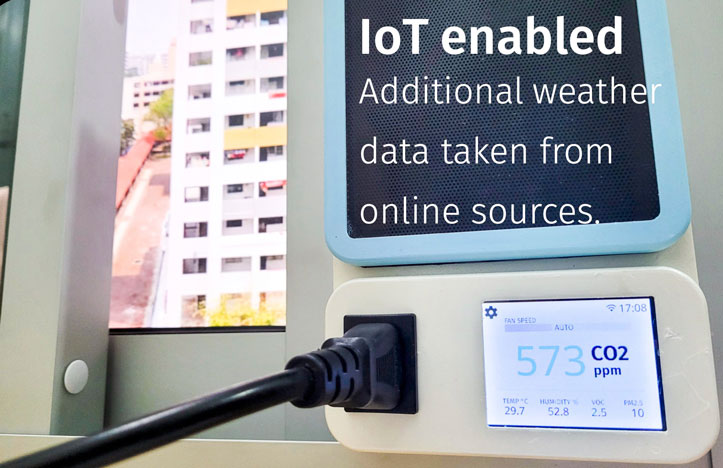 IoT enabled
Additional weather
data taken from
online sources.
17:08
FAN SPEED
AUTO
573 CO2
ppm
TEMP °C HUMIDITY % VOC PM2.5
29.7 52.8 2.5 10